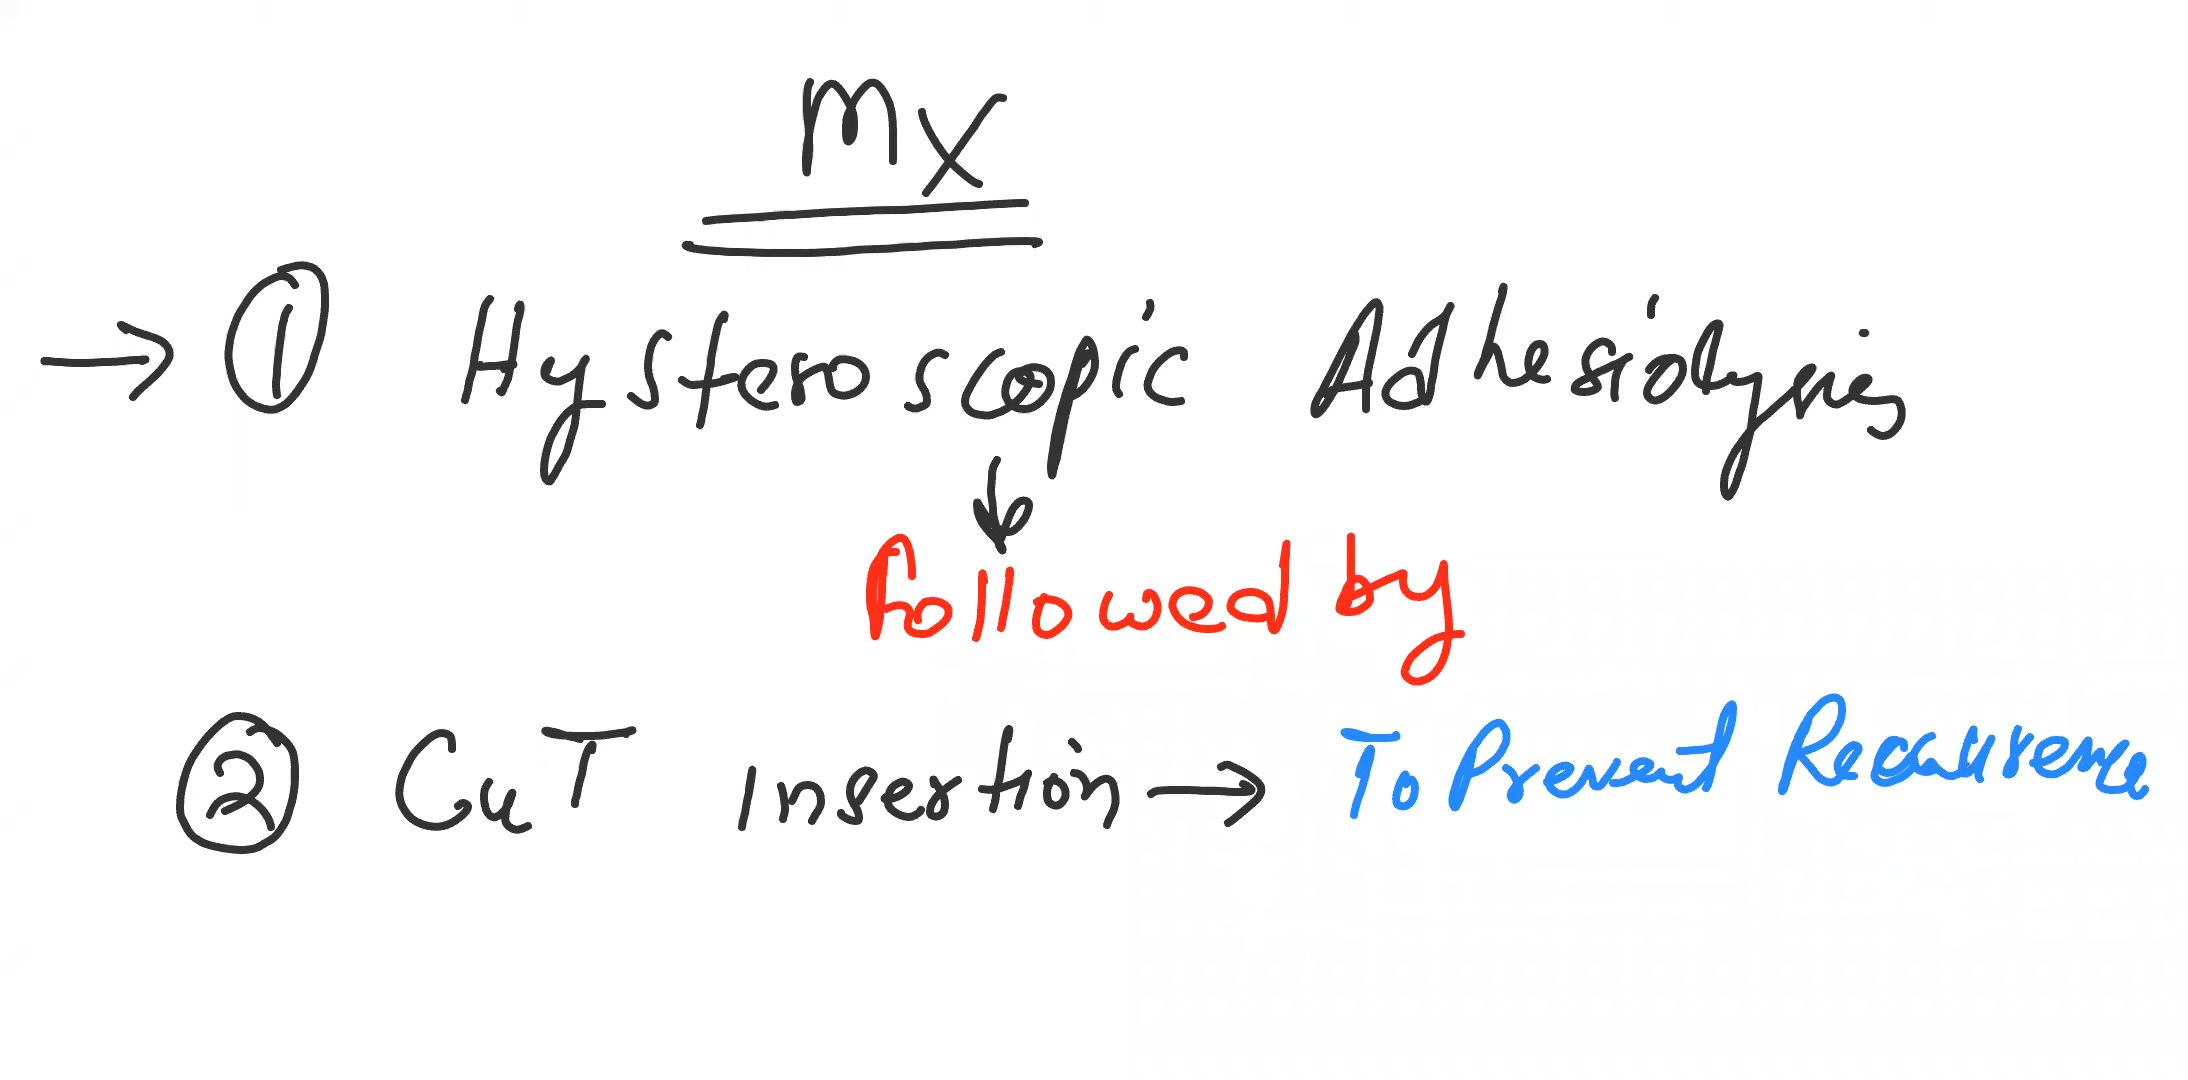 Mx
→ ① Hysteroscopic Adhesiolysis
↓
followed by
② CuT Insertion → To Prevent Recurrence